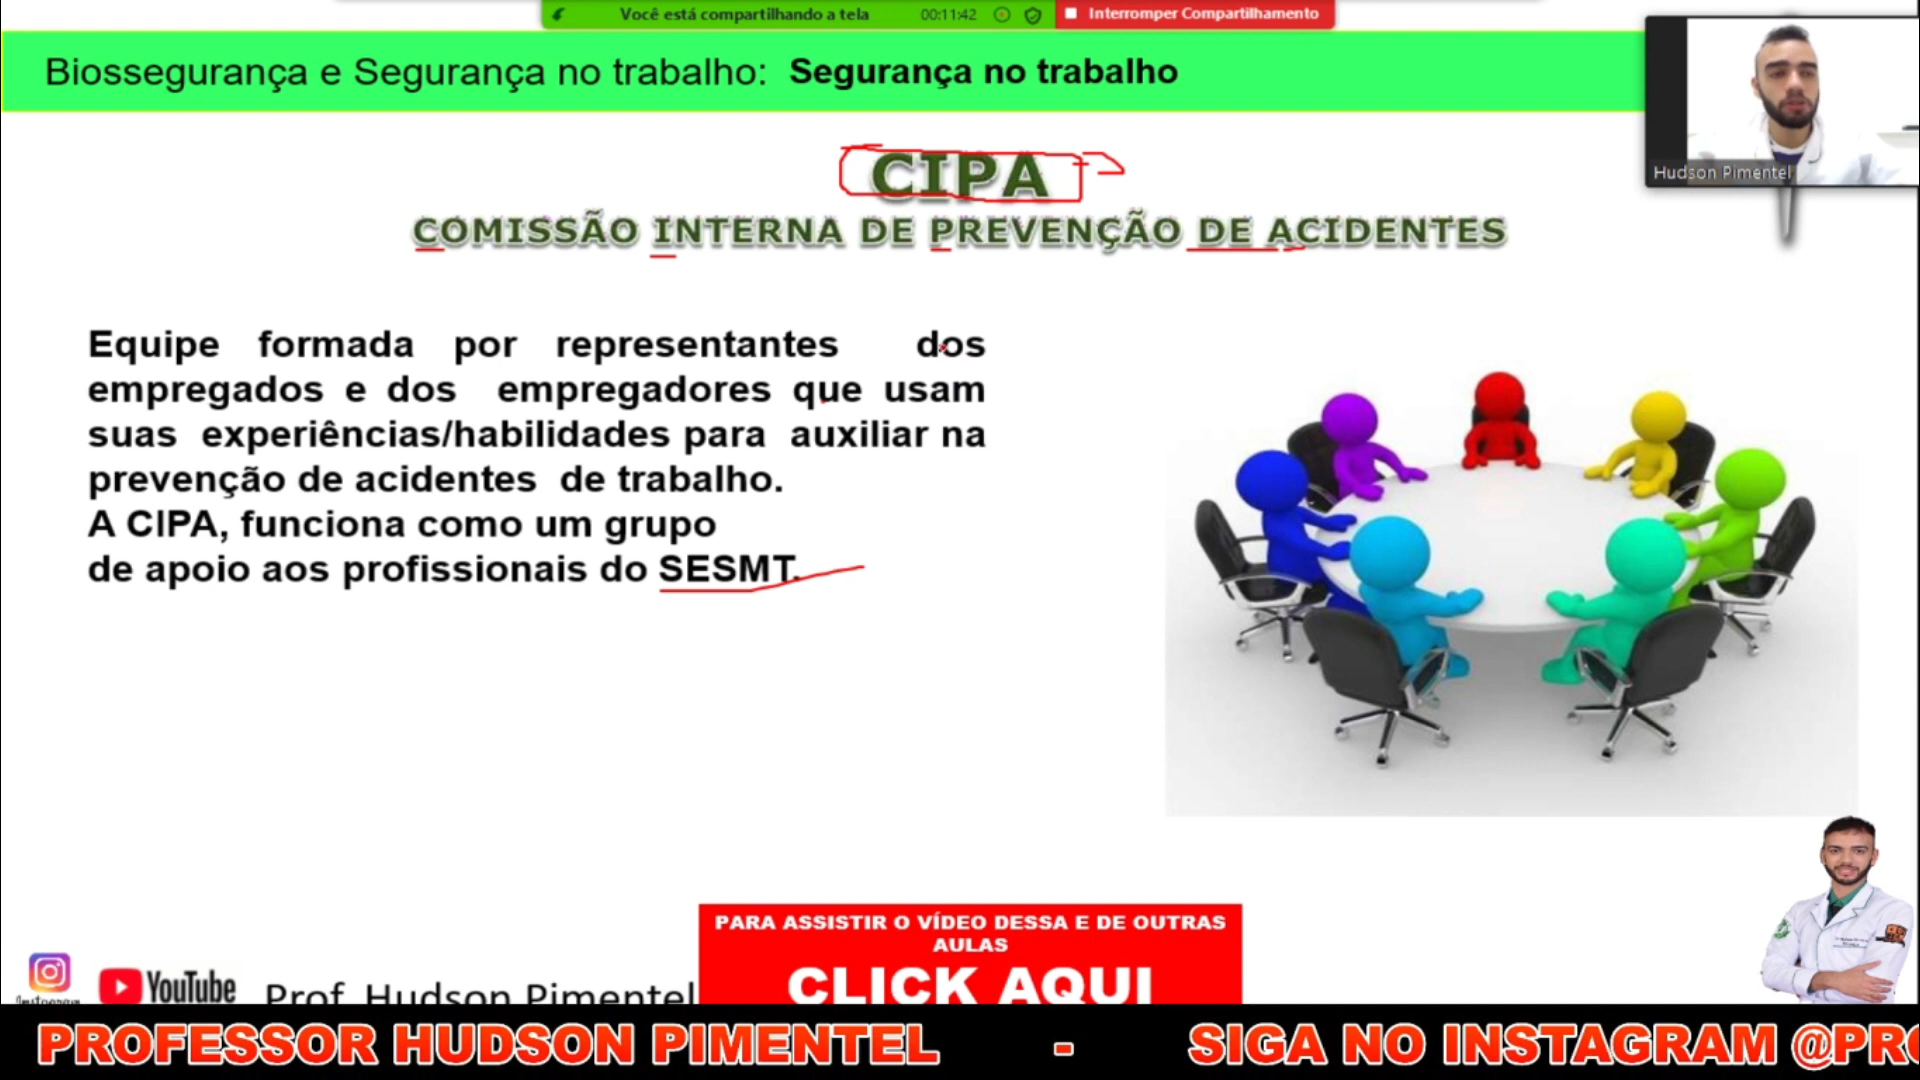 Você está compartilhando a tela 00:11:42 Interromper Compartilhamento
Biossegurança e Segurança no trabalho: Segurança no trabalho
Hudson Pimentel
CIPA
COMISSÃO INTERNA DE PREVENÇÃO DE ACIDENTES
Equipe formada por representantes dos
empregados e dos empregadores que usam
suas experiências/habilidades para auxiliar na
prevenção de acidentes de trabalho.
A CIPA, funciona como um grupo
de apoio aos profissionais do SESMT.
PARA ASSISTIR O VÍDEO DESSA E DE OUTRAS
AULAS
CLICK AQUI
Instagram
YouTube
Prof. Hudson Pimentel
PROFESSOR HUDSON PIMENTEL - SIGA NO INSTAGRAM @PRO